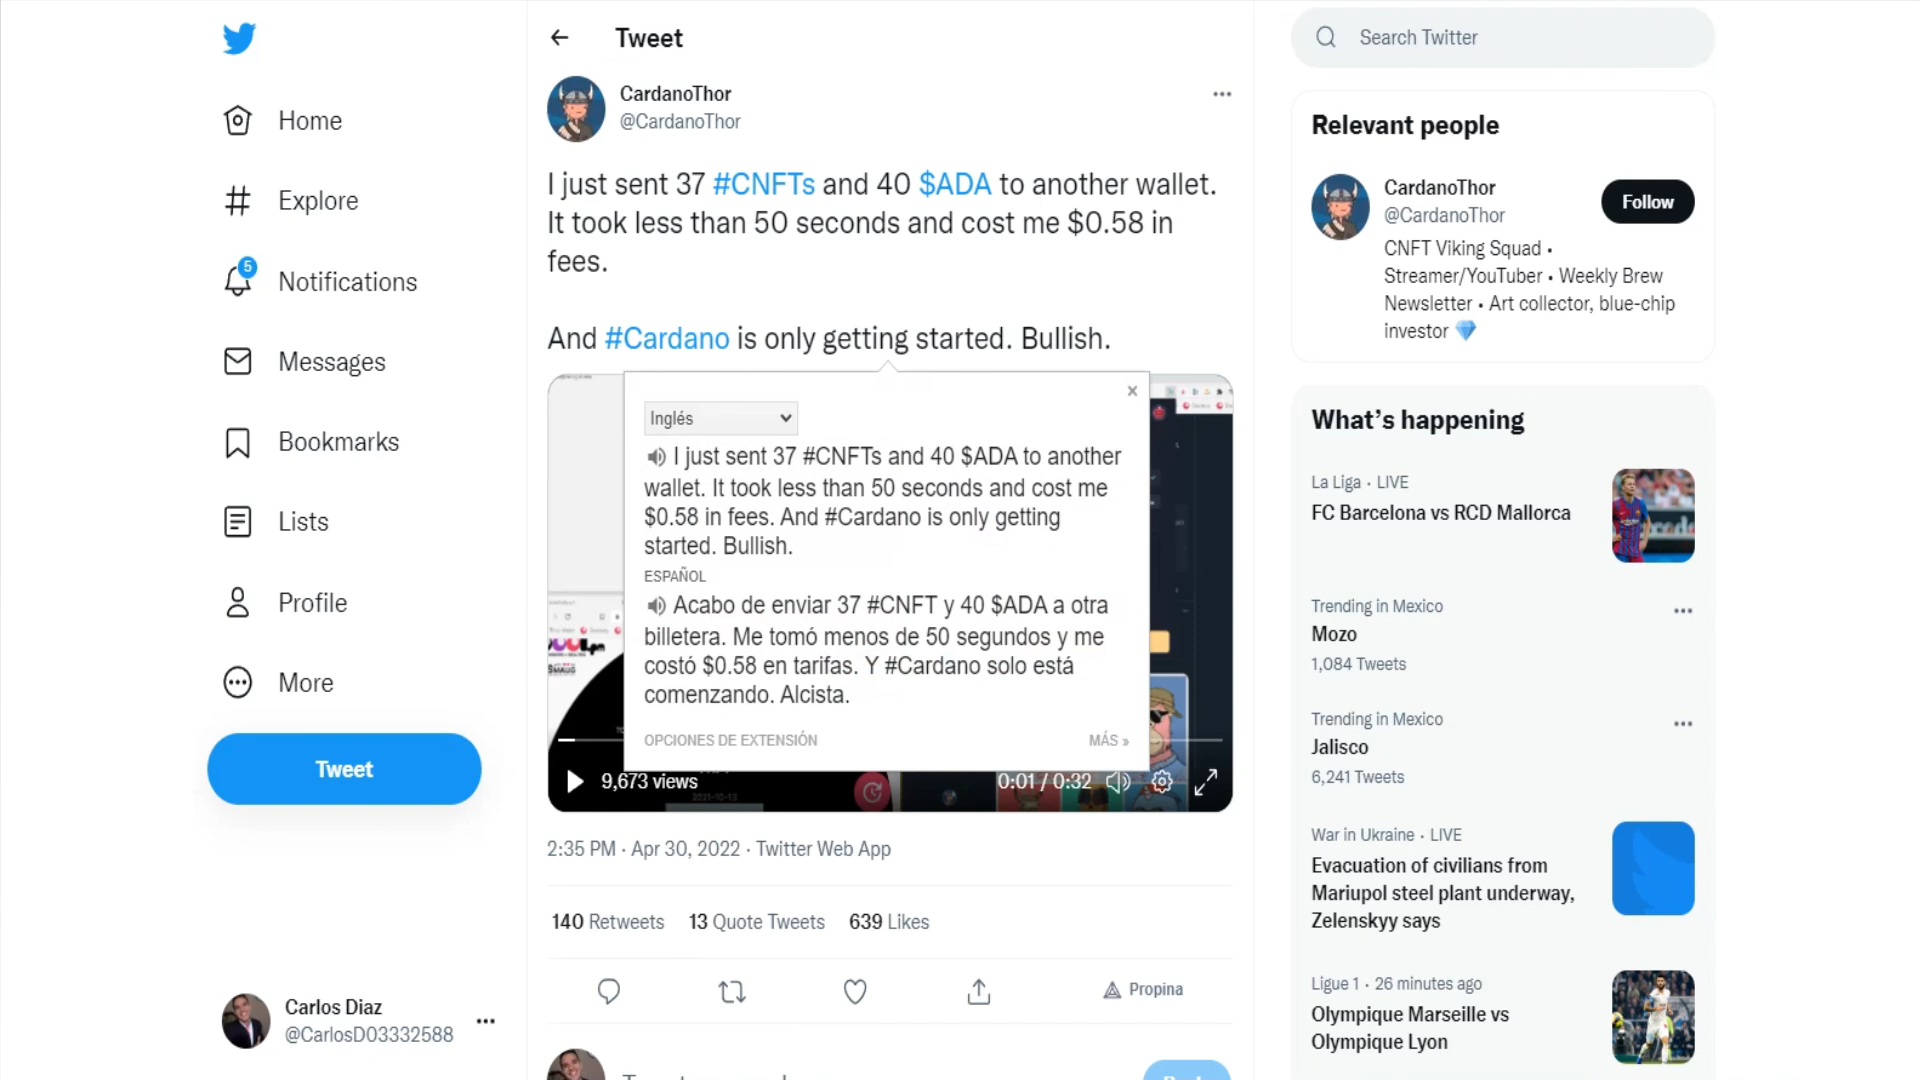 Home
Explore
5
Notifications
Messages
Bookmarks
Lists
Profile
More
Tweet
Carlos Diaz
@CarlosD03332588
Tweet
CardanoThor
@CardanoThor
I just sent 37 #CNFTs and 40 $ADA to another wallet.
It took less than 50 seconds and cost me $0.58 in
fees.
And #Cardano is only getting started. Bullish.
Inglés
I just sent 37 #CNFTs and 40 $ADA to another
wallet. It took less than 50 seconds and cost me
$0.58 in fees. And #Cardano is only getting
started. Bullish.
ESPAÑOL
Acabo de enviar 37 #CNFT y 40 $ADA a otra
billetera. Me tomó menos de 50 segundos y me
costó $0.58 en tarifas. Y #Cardano solo está
comenzando. Alcista.
OPCIONES DE EXTENSIÓN
MÁS »
SMAUG
9,673 views
0:01 / 0:32
2021-10-13
2:35 PM · Apr 30, 2022 · Twitter Web App
140 Retweets 13 Quote Tweets 639 Likes
Propina
Search Twitter
Relevant people
CardanoThor
@CardanoThor
Follow
CNFT Viking Squad •
Streamer/YouTuber • Weekly Brew
Newsletter • Art collector, blue-chip
investor
What's happening
La Liga · LIVE
FC Barcelona vs RCD Mallorca
Trending in Mexico
Mozo
1,084 Tweets
Trending in Mexico
Jalisco
6,241 Tweets
War in Ukraine · LIVE
Evacuation of civilians from
Mariupol steel plant underway,
Zelenskyy says
Ligue 1 · 26 minutes ago
Olympique Marseille vs
Olympique Lyon